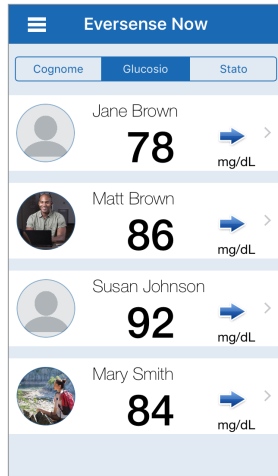 Eversense Now
Cognome Glucosio Stato
Jane Brown
78
mg/dL
Matt Brown
86
mg/dL
Susan Johnson
92
mg/dL
Mary Smith
84
mg/dL